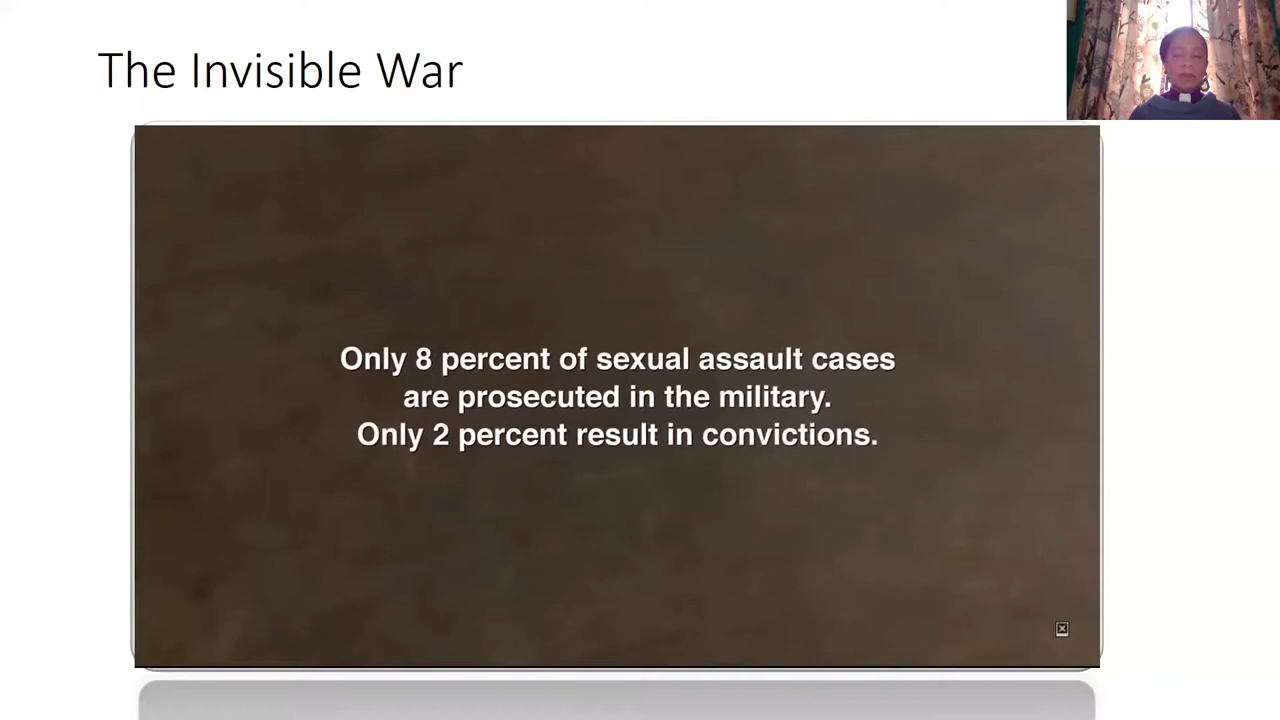 The Invisible War
Only 8 percent of sexual assault cases
are prosecuted in the military.
Only 2 percent result in convictions.